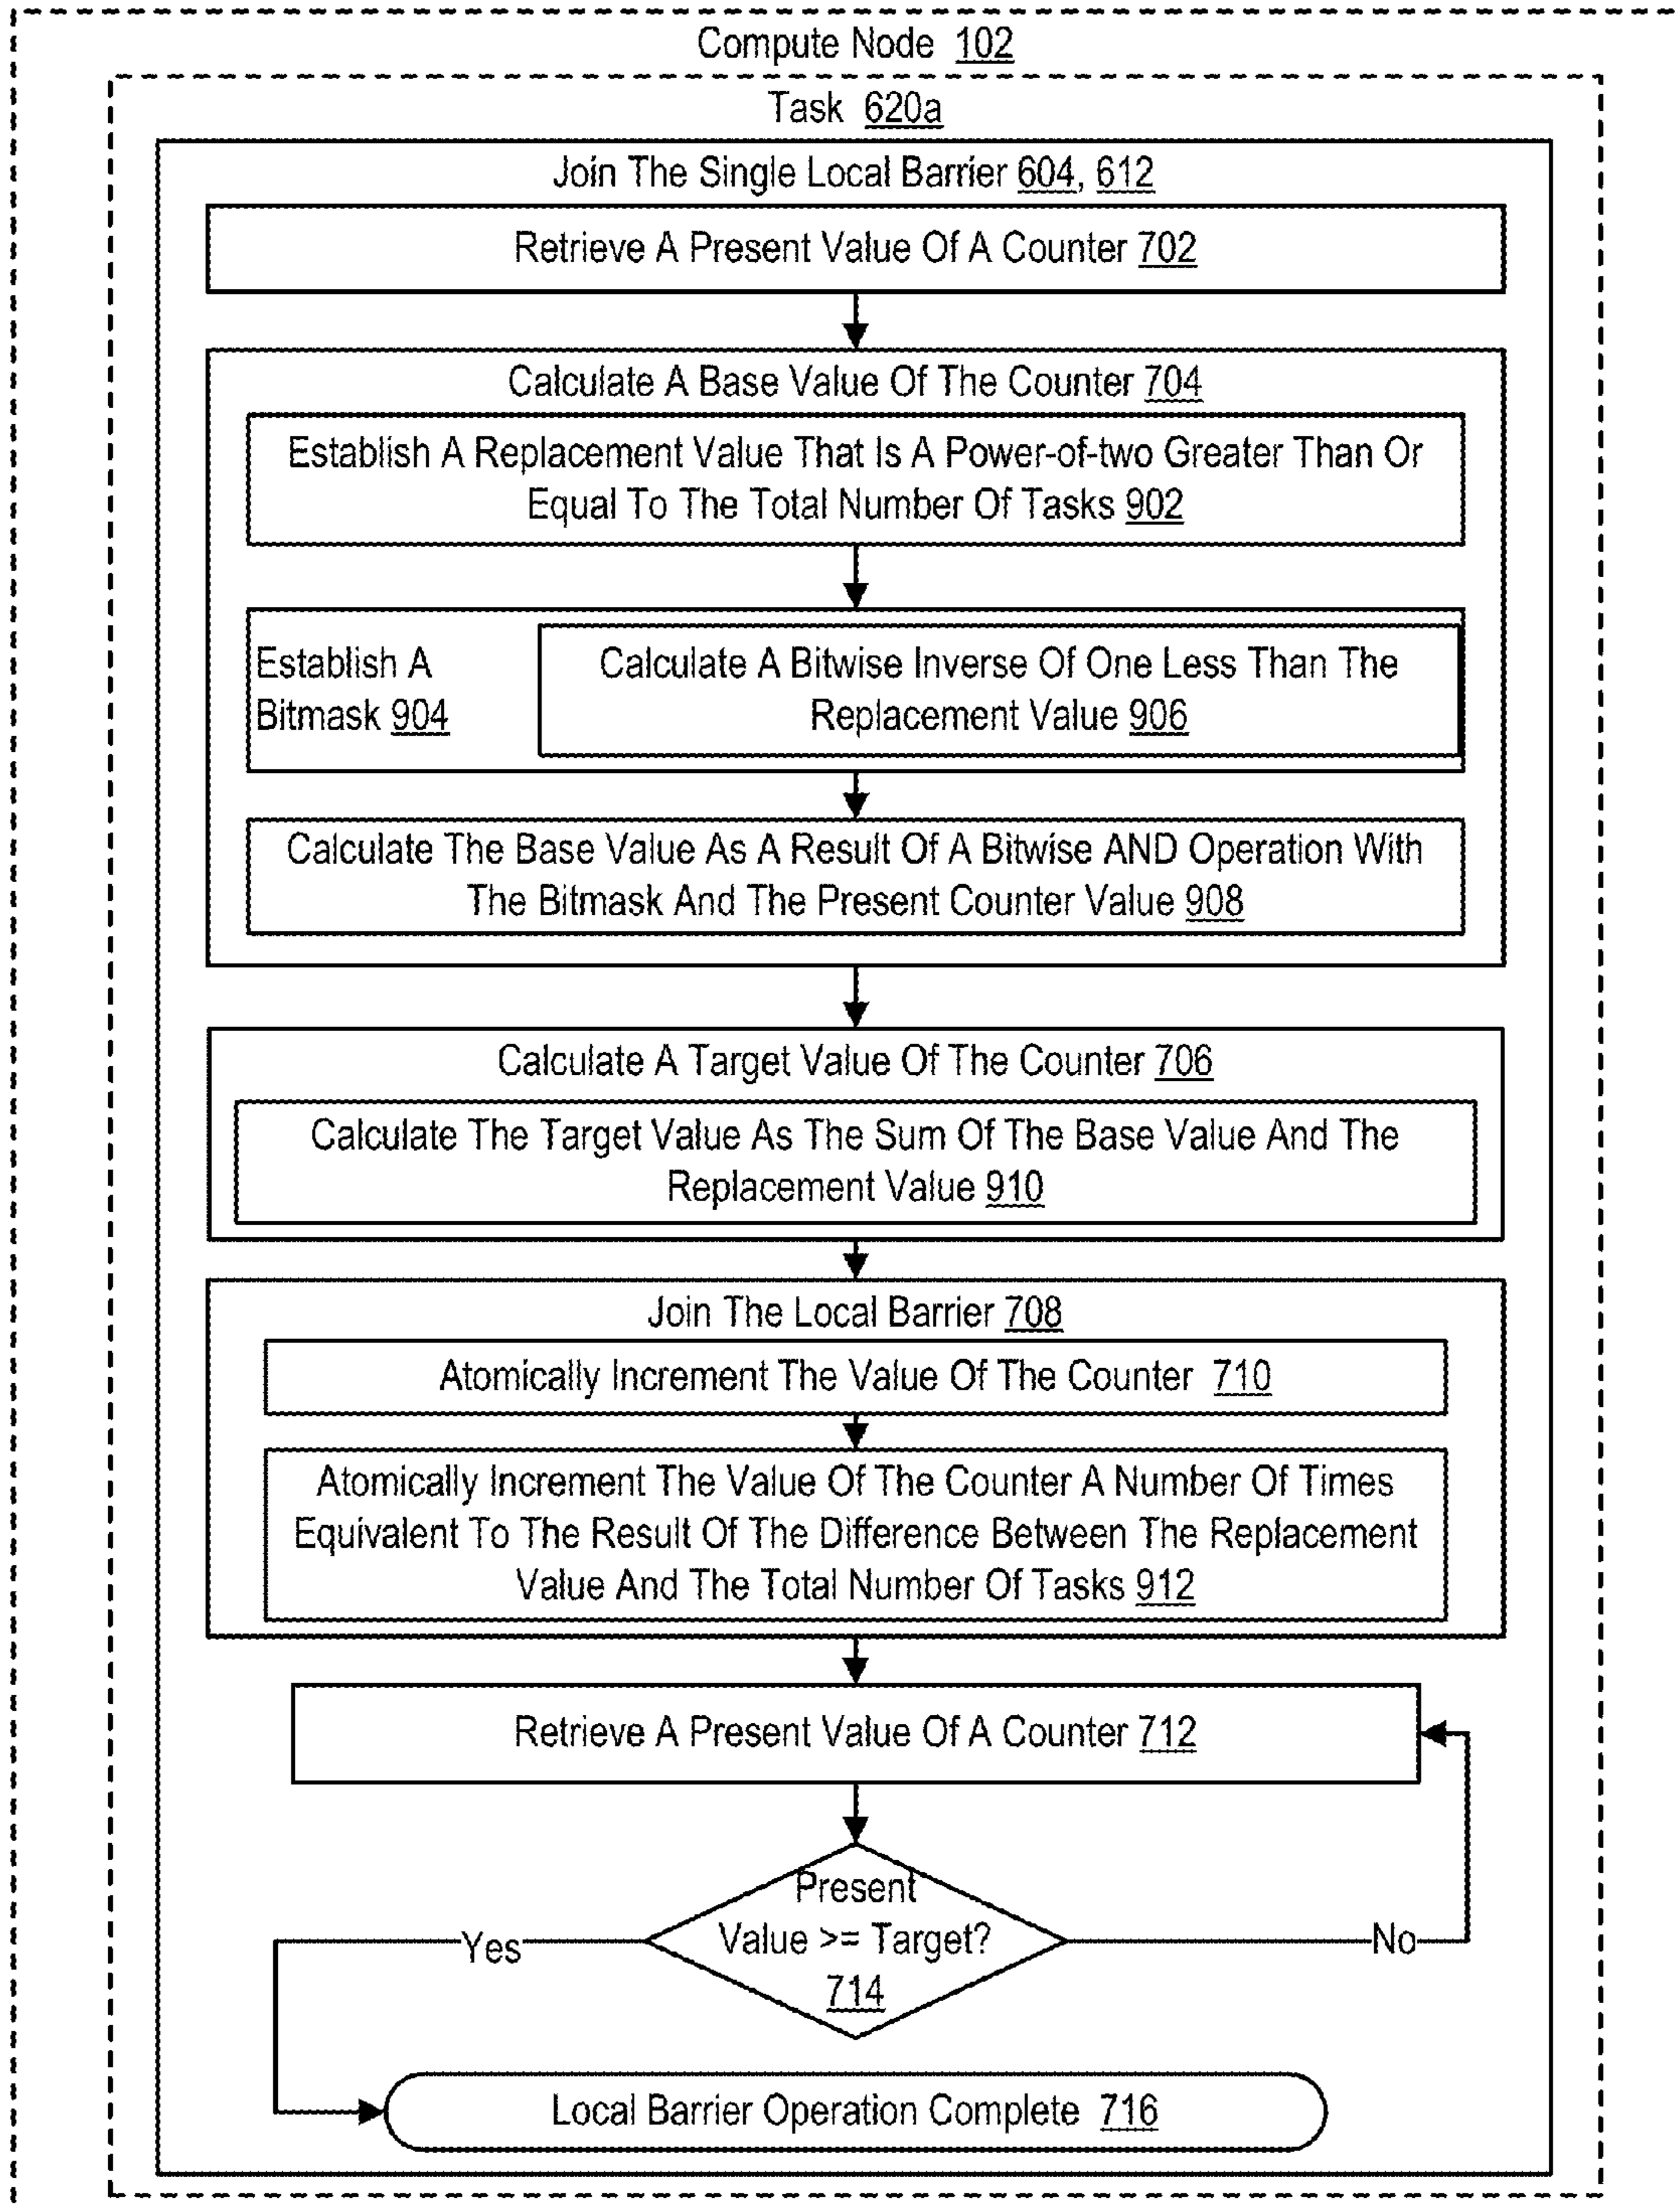 Compute Node 102
Task 620a
Join The Single Local Barrier 604, 612
Retrieve A Present Value Of A Counter 702
Calculate A Base Value Of The Counter 704
Establish A Replacement Value That Is A Power-of-two Greater Than Or
Equal To The Total Number Of Tasks 902
Establish A
Bitmask 904
Calculate A Bitwise Inverse Of One Less Than The
Replacement Value 906
Calculate The Base Value As A Result Of A Bitwise AND Operation With
The Bitmask And The Present Counter Value 908
Calculate A Target Value Of The Counter 706
Calculate The Target Value As The Sum Of The Base Value And The
Replacement Value 910
Join The Local Barrier 708
Atomically Increment The Value Of The Counter 710
Atomically Increment The Value Of The Counter A Number Of Times
Equivalent To The Result Of The Difference Between The Replacement
Value And The Total Number Of Tasks 912
Retrieve A Present Value Of A Counter 712
Present
Value >= Target?
714
Yes
No
Local Barrier Operation Complete 716